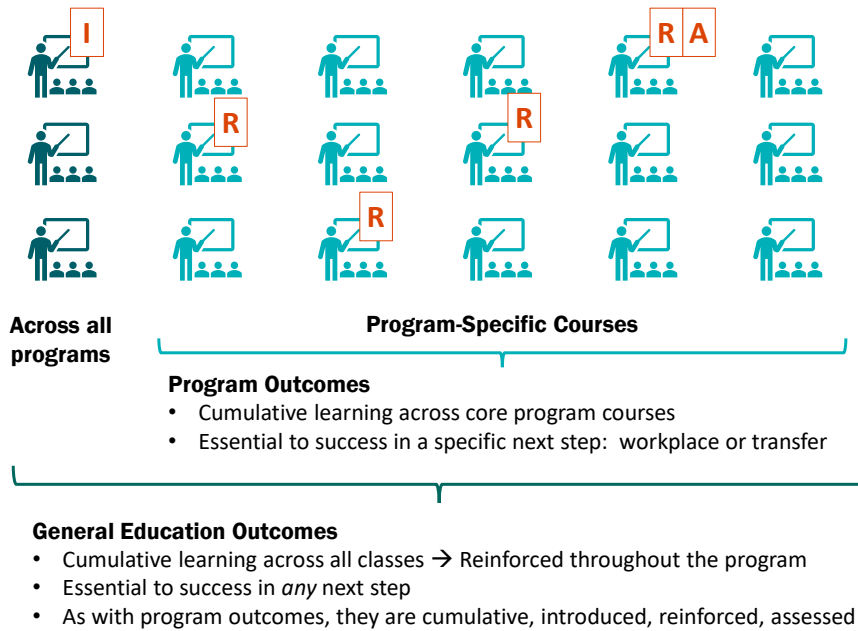 I
R A
R
R
R
Across all
programs
Program-Specific Courses
Program Outcomes
• Cumulative learning across core program courses
• Essential to success in a specific next step: workplace or transfer
General Education Outcomes
• Cumulative learning across all classes → Reinforced throughout the program
• Essential to success in any next step
• As with program outcomes, they are cumulative, introduced, reinforced, assessed